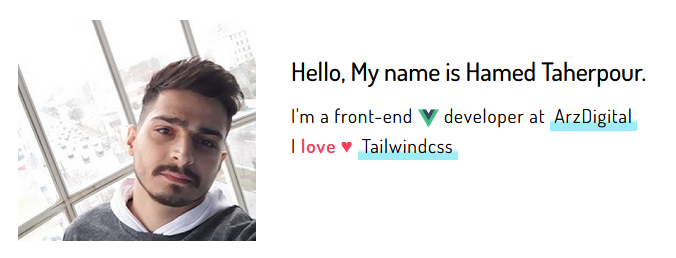 Hello, My name is Hamed Taherpour.
I'm a front-end developer at ArzDigital
I love ♥ Tailwindcss